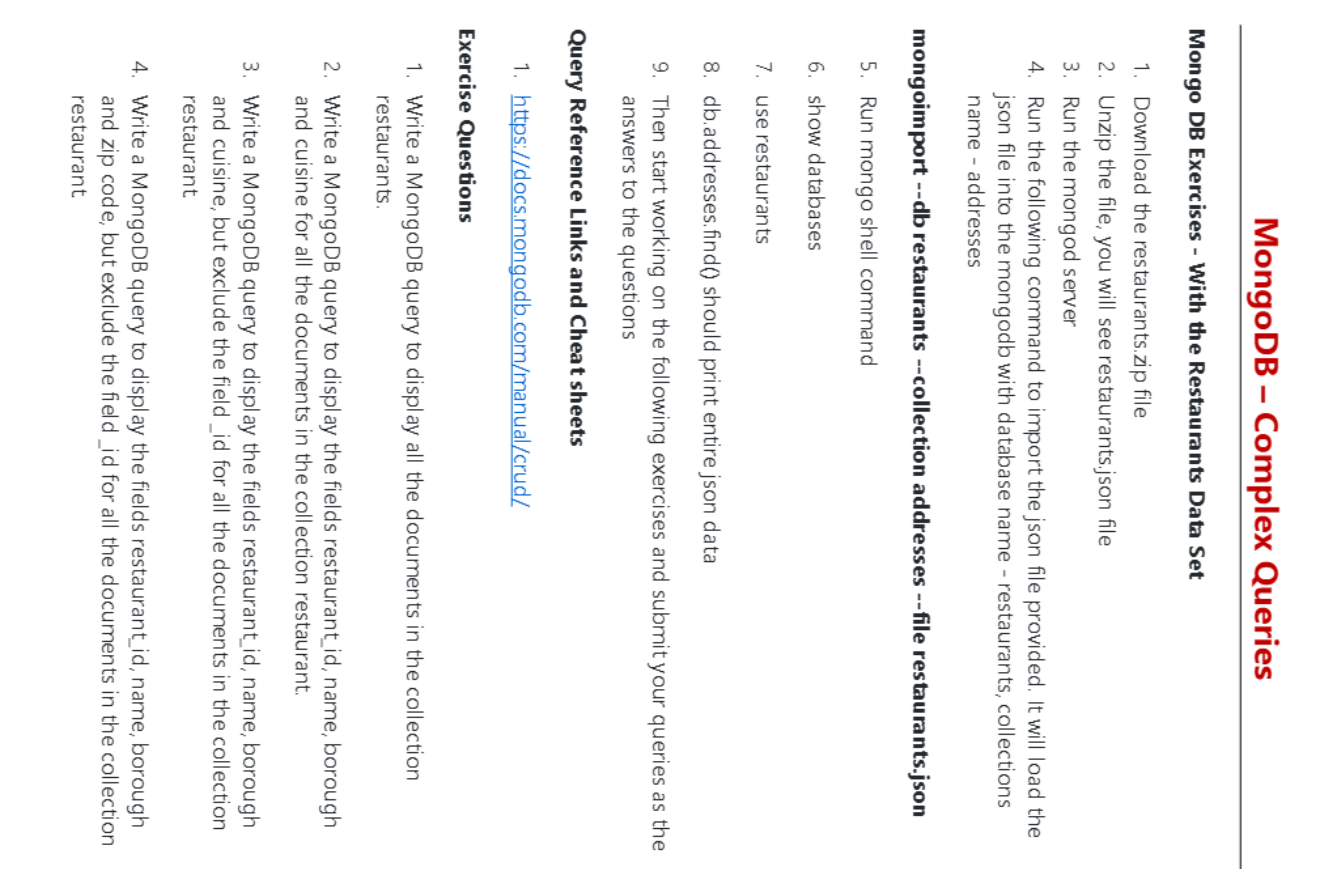 MongoDB – Complex Queries
Mongo DB Exercises - With the Restaurants Data Set
1. Download the restaurants.zip file
2. Unzip the file, you will see restaurants.json file
3. Run the mongod server
4. Run the following command to import the json file provided. It will load the
json file into the mongodb with database name - restaurants, collections
name - addresses
mongoimport --db restaurants --collection addresses --file restaurants.json
5. Run mongo shell command
6. show databases
7. use restaurants
8. db.addresses.find() should print entire json data
9. Then start working on the following exercises and submit your queries as the
answers to the questions
Query Reference Links and Cheat sheets
1. https://docs.mongodb.com/manual/crud/
Exercise Questions
1. Write a MongoDB query to display all the documents in the collection
restaurants.
2. Write a MongoDB query to display the fields restaurant_id, name, borough
and cuisine for all the documents in the collection restaurant.
3. Write a MongoDB query to display the fields restaurant_id, name, borough
and cuisine, but exclude the field _id for all the documents in the collection
restaurant.
4. Write a MongoDB query to display the fields restaurant_id, name, borough
and zip code, but exclude the field _id for all the documents in the collection
restaurant.